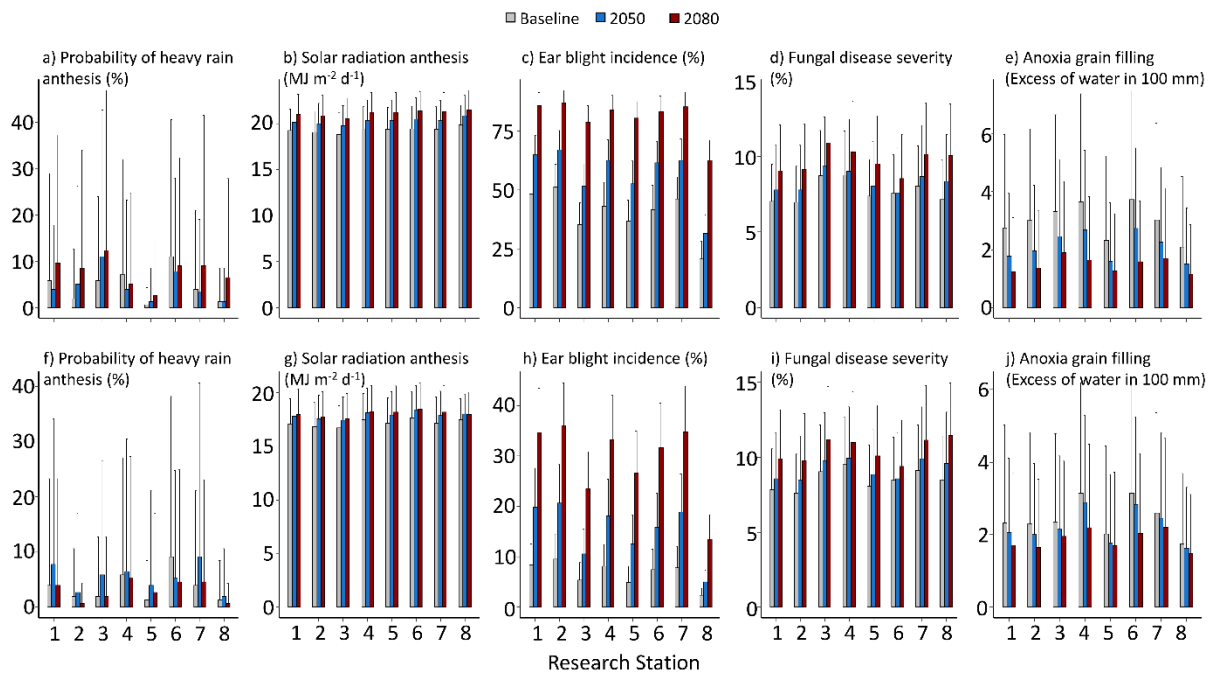 Baseline 2050 2080
a) Probability of heavy rain
anthesis (%)
b) Solar radiation anthesis
(MJ m⁻² d⁻¹)
c) Ear blight incidence (%)
d) Fungal disease severity
(%)
e) Anoxia grain filling
(Excess of water in 100 mm)
40
30
20
10
0
20
15
10
5
0
75
50
25
0
15
10
5
0
6
4
2
0
f) Probability of heavy rain
anthesis (%)
g) Solar radiation anthesis
(MJ m⁻² d⁻¹)
h) Ear blight incidence (%)
i) Fungal disease severity
(%)
j) Anoxia grain filling
(Excess of water in 100 mm)
40
30
20
10
0
20
15
10
5
0
40
30
20
10
0
15
10
5
0
6
4
2
0
1 2 3 4 5 6 7 8
1 2 3 4 5 6 7 8
1 2 3 4 5 6 7 8
1 2 3 4 5 6 7 8
1 2 3 4 5 6 7 8
Research Station